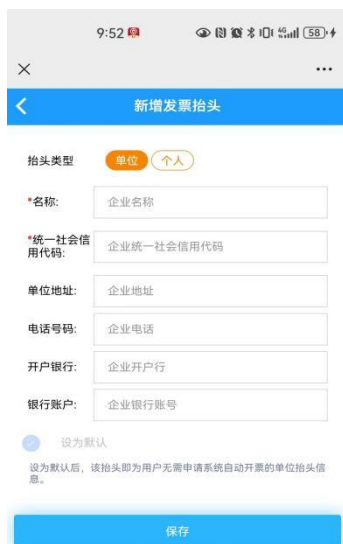 9:52
46 58
新增发票抬头
抬头类型 单位 个人
*名称: 企业名称
*统一社会信
用代码: 企业统一社会信用代码
单位地址: 企业地址
电话号码: 企业电话
开户银行: 企业开户行
银行账户: 企业银行账号
设为默认
设为默认后，该抬头即为用户无需申请系统自动开票的单位抬头信
息。
保存